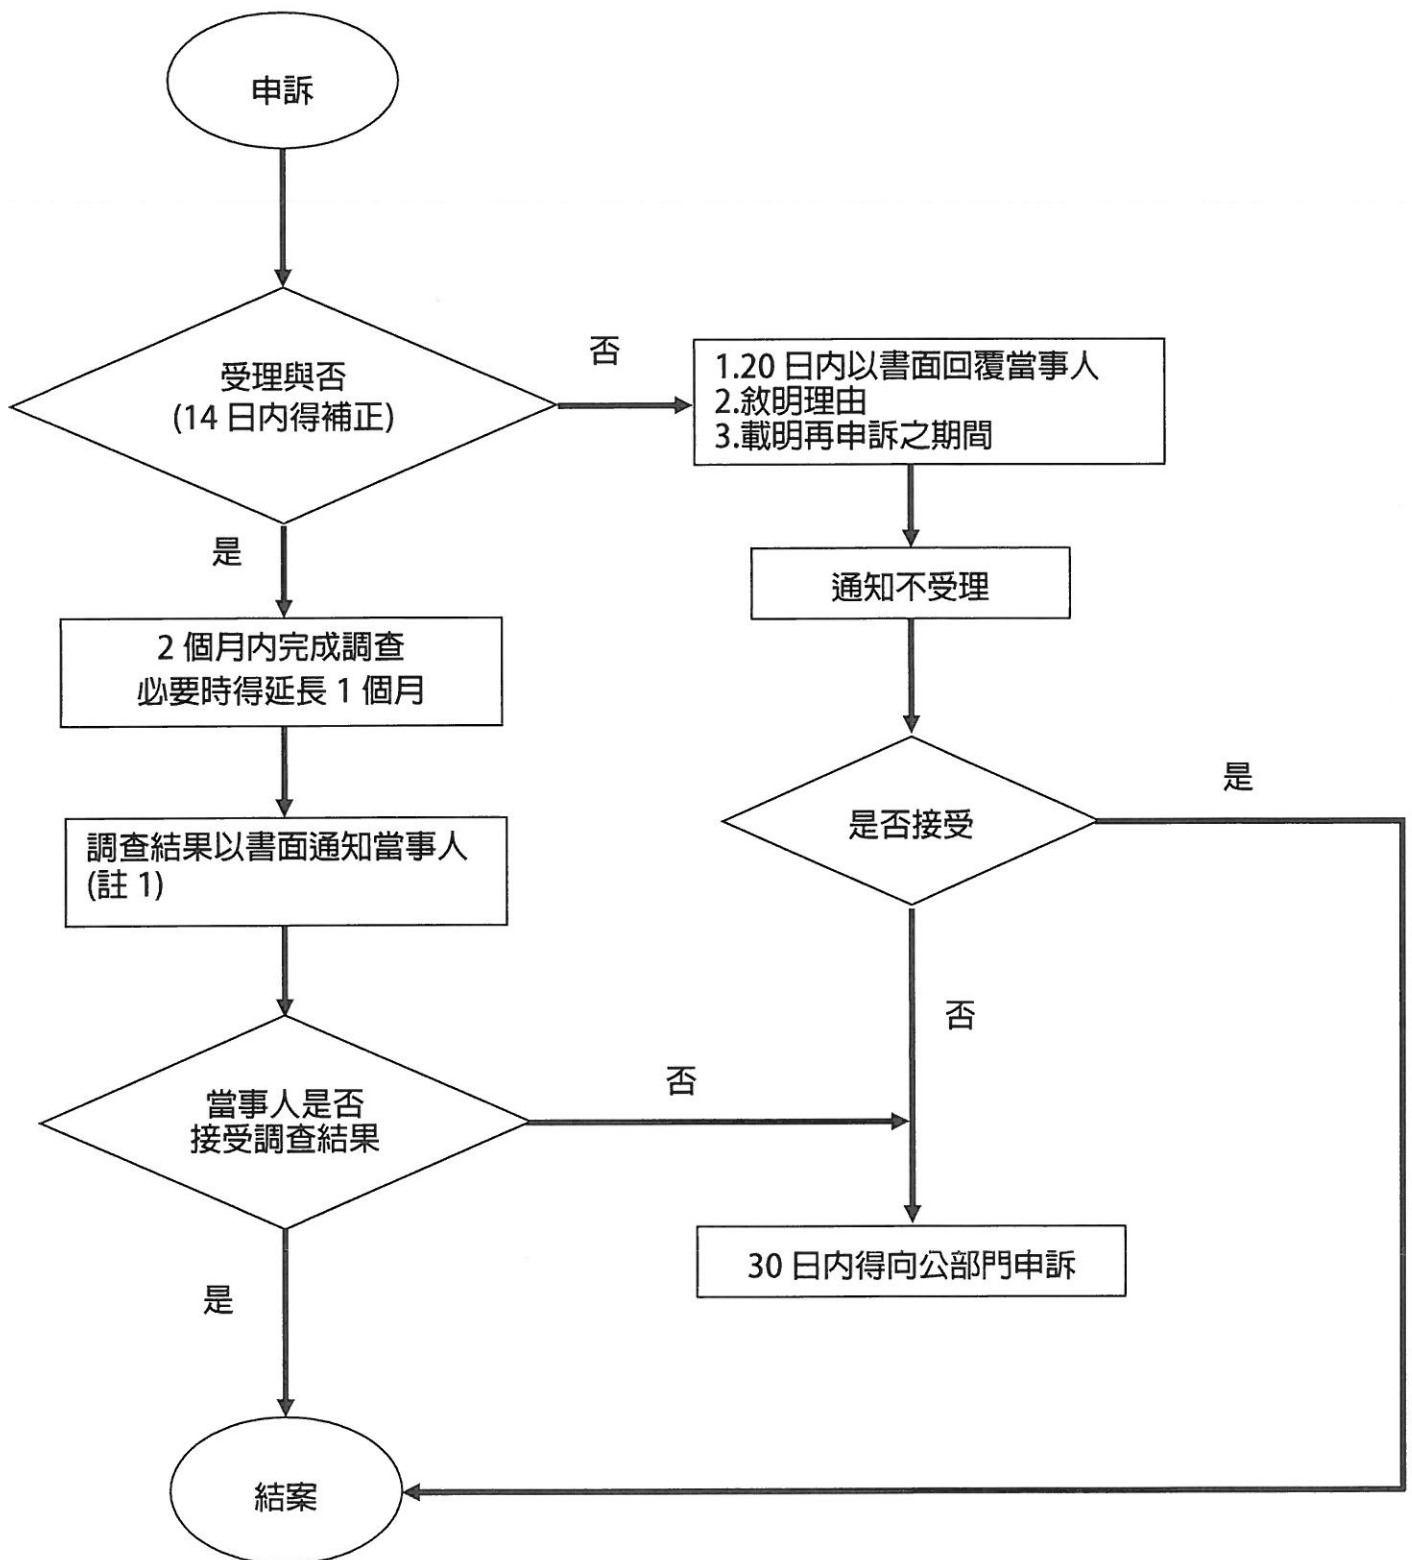 申訴
受理與否
(14 日内得補正)
否
1.20 日内以書面回覆當事人
2.敘明理由
3.載明再申訴之期間
是
通知不受理
2 個月内完成調查
必要時得延長 1 個月
是否接受
是
調查結果以書面通知當事人
(註 1)
否
當事人是否
接受調查結果
否
30 日内得向公部門申訴
是
結案